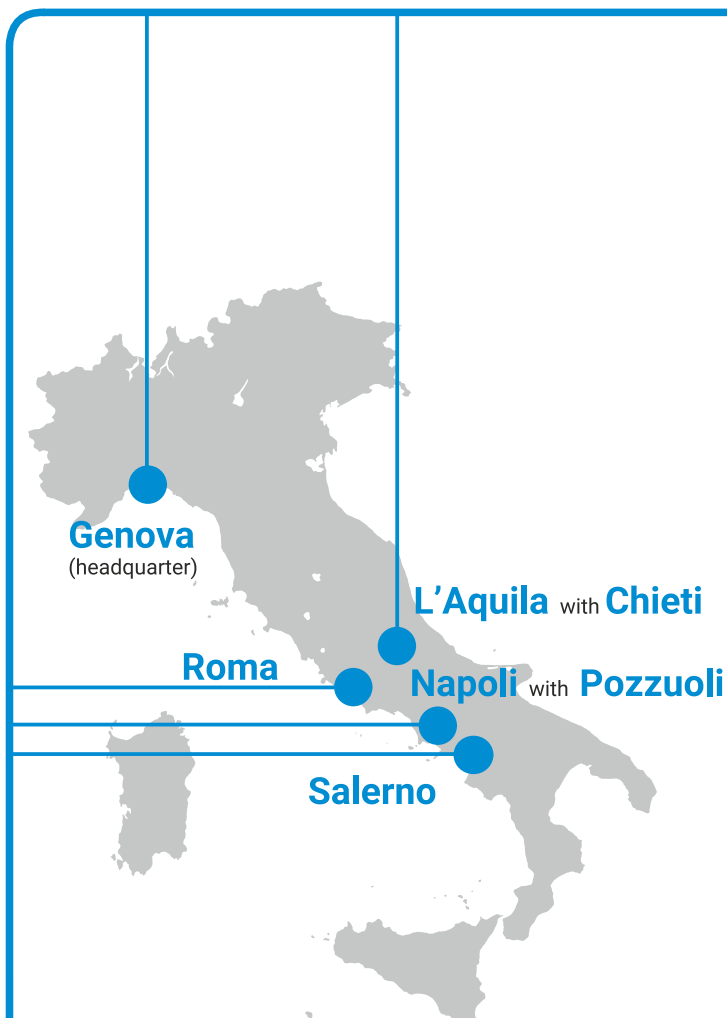 Genova
(headquarter)
L’Aquila with Chieti
Roma
Napoli with Pozzuoli
Salerno